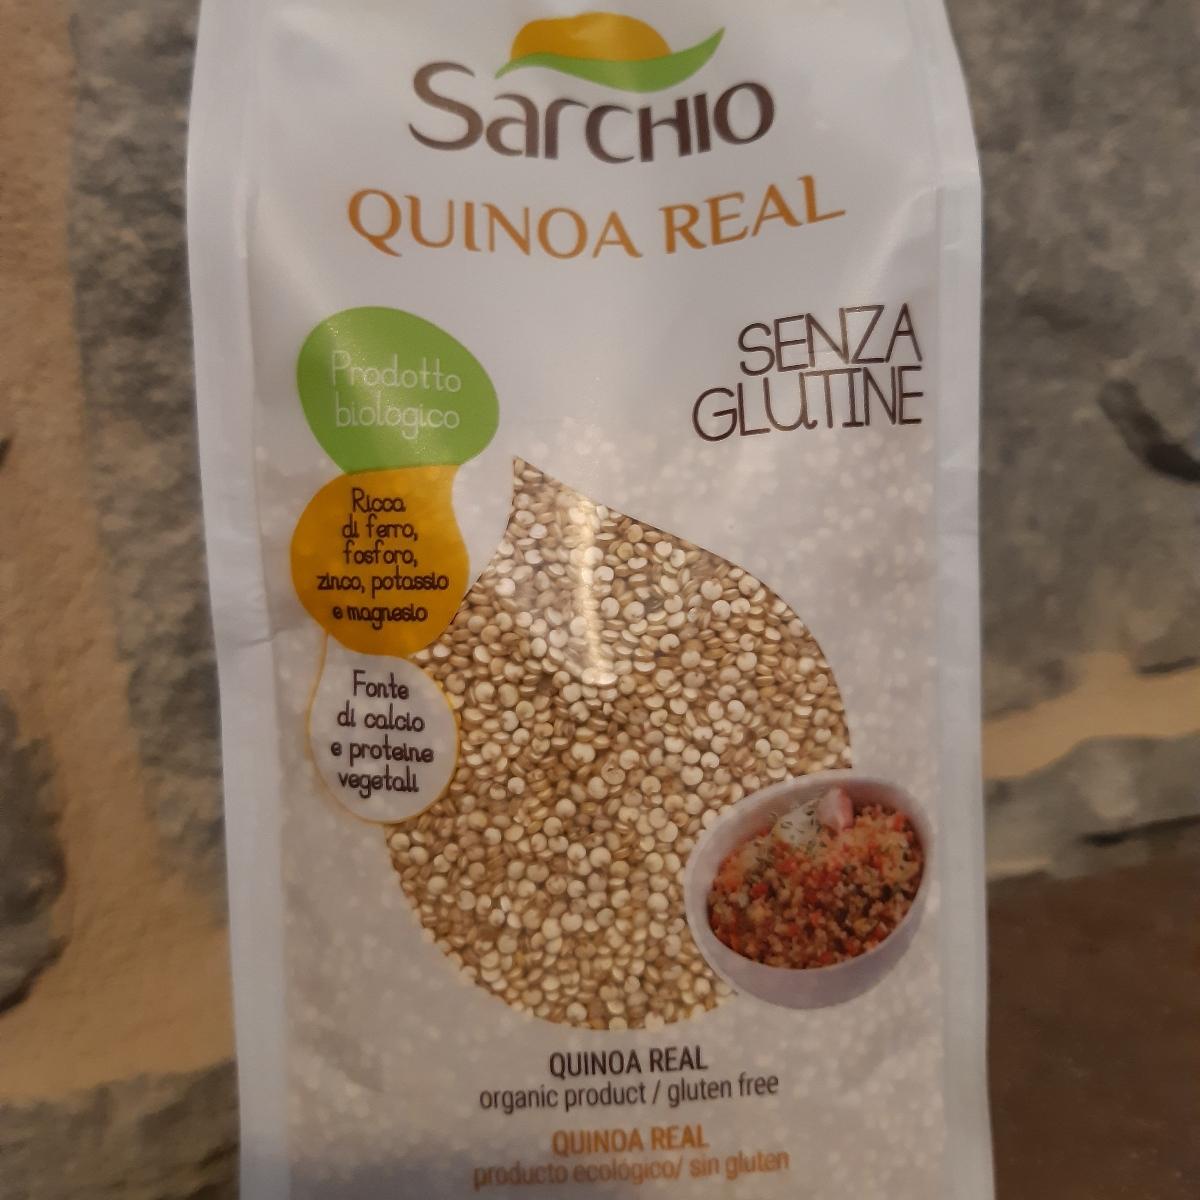 Sarchio
QUINOA REAL
SENZA
GLUTINE
Prodotto
biologico
Ricca
di ferro,
fosforo,
zinco, potassio
e magnesio
Fonte
di calcio
e proteine
vegetali
QUINOA REAL
organic product / gluten free
QUINOA REAL
producto ecológico/ sin gluten